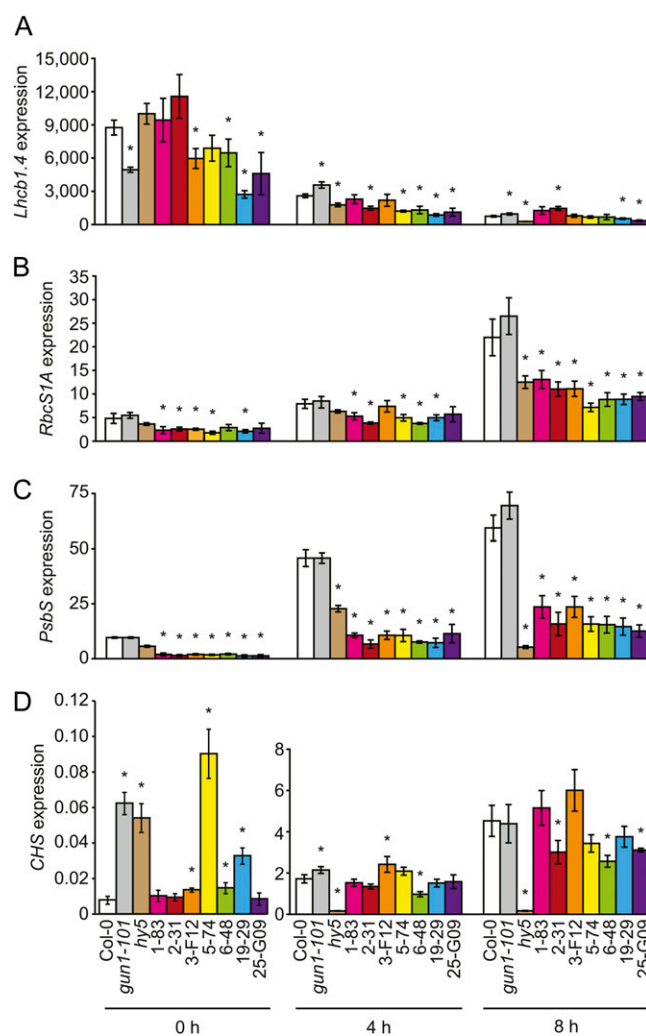 A
Lhcb1.4 expression
15,000
12,000
9,000
6,000
3,000
0
* * * * *
* * * * * * *
* * * * *
B
RbcS1A expression
35
30
25
20
15
10
5
0
* * * * *
* * * * *
* * * * * * * *
C
PsbS expression
75
50
25
0
* * * * * * *
* * * * * * * *
* * * * * * * *
D
CHS expression
0.12
0.10
0.08
0.06
0.04
0.02
0
* * * * * *
8
6
4
2
0
* * * *
* * * *
Col-0
gun1-101
hy5
1-83
2-31
3-F12
5-74
6-48
19-29
25-G09
Col-0
gun1-101
hy5
1-83
2-31
3-F12
5-74
6-48
19-29
25-G09
Col-0
gun1-101
hy5
1-83
2-31
3-F12
5-74
6-48
19-29
25-G09
0 h
4 h
8 h